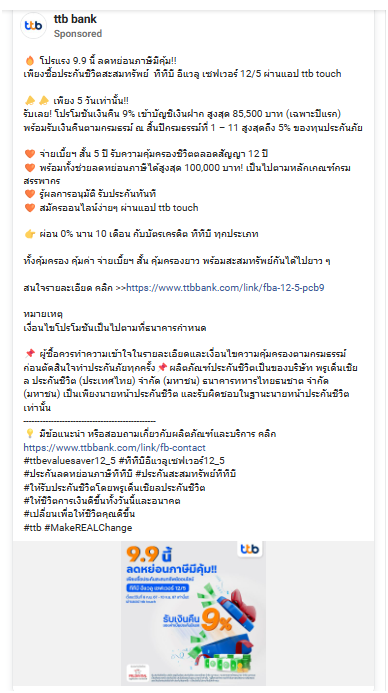 ttb
ttb bank
Sponsored
🔥 โปรแรง 9.9 นี้ ลดหย่อนภาษีมีคุ้ม!!
เพียงซื้อประกันชีวิตสะสมทรัพย์ ทีทีบี อีแวลู เซฟเวอร์ 12/5 ผ่านแอป ttb touch
🔔 🔔 เพียง 5 วันเท่านั้น!!
รับเลย! โปรโมชันเงินคืน 9% เข้าบัญชีเงินฝาก สูงสุด 85,500 บาท (เฉพาะปีแรก)
พร้อมรับเงินคืนตามกรมธรรม์ ณ สิ้นปีกรมธรรม์ที่ 1 – 11 สูงสุดถึง 5% ของทุนประกันภัย
🧡 จ่ายเบี้ยฯ สั้น 5 ปี รับความคุ้มครองชีวิตตลอดสัญญา 12 ปี
🧡 พร้อมทั้งช่วยลดหย่อนภาษีได้สูงสุด 100,000 บาท! เป็นไปตามหลักเกณฑ์กรม
สรรพากร
🧡 รู้ผลการอนุมัติ รับประกันทันที
🧡 สมัครออนไลน์ง่ายๆ ผ่านแอป ttb touch
👉 ผ่อน 0% นาน 10 เดือน กับบัตรเครดิต ทีทีบี ทุกประเภท
ทั้งคุ้มครอง คุ้มค่า จ่ายเบี้ยฯ สั้น คุ้มครองยาว พร้อมสะสมทรัพย์กันได้ไปยาว ๆ
สนใจรายละเอียด คลิก >>https://www.ttbbank.com/link/fba-12-5-pcb9
หมายเหตุ
เงื่อนไขโปรโมชันเป็นไปตามที่ธนาคารกำหนด
📌 ผู้ซื้อควรทำความเข้าใจในรายละเอียดและเงื่อนไขความคุ้มครองตามกรมธรรม์
ก่อนตัดสินใจทำประกันภัยทุกครั้ง📌ผลิตภัณฑ์ประกันชีวิตเป็นของบริษัท พรูเด็นเชีย
ล ประกันชีวิต (ประเทศไทย) จำกัด (มหาชน) ธนาคารทหารไทยธนชาต จำกัด
(มหาชน) เป็นเพียงนายหน้าประกันชีวิต และรับผิดชอบในฐานะนายหน้าประกันชีวิต
เท่านั้น
----------------------------------------------
💡 มีข้อแนะนำ หรือสอบถามเกี่ยวกับผลิตภัณฑ์และบริการ คลิก
https://www.ttbbank.com/link/fb-contact
#ttbevaluesaver12_5 #ทีทีบีอีแวลูเซฟเวอร์12_5
#ประกันลดหย่อนภาษีทีทีบี #ประกันสะสมทรัพย์ทีทีบี
#ให้รับประกันชีวิตโดยพรูเด็นเชียลประกันชีวิต
#ให้ชีวิตการเงินดีขึ้นทั้งวันนี้และอนาคต
#เปลี่ยนเพื่อให้ชีวิตคุณดีขึ้น
#ttb #MakeREALChange
9.9 นี้
ttb
ลดหย่อนภาษีมีคุ้ม!!
ทีทีบี อีแวลู เซฟเวอร์ 12/5
รับเงินคืน
9%
PRUDENTIAL